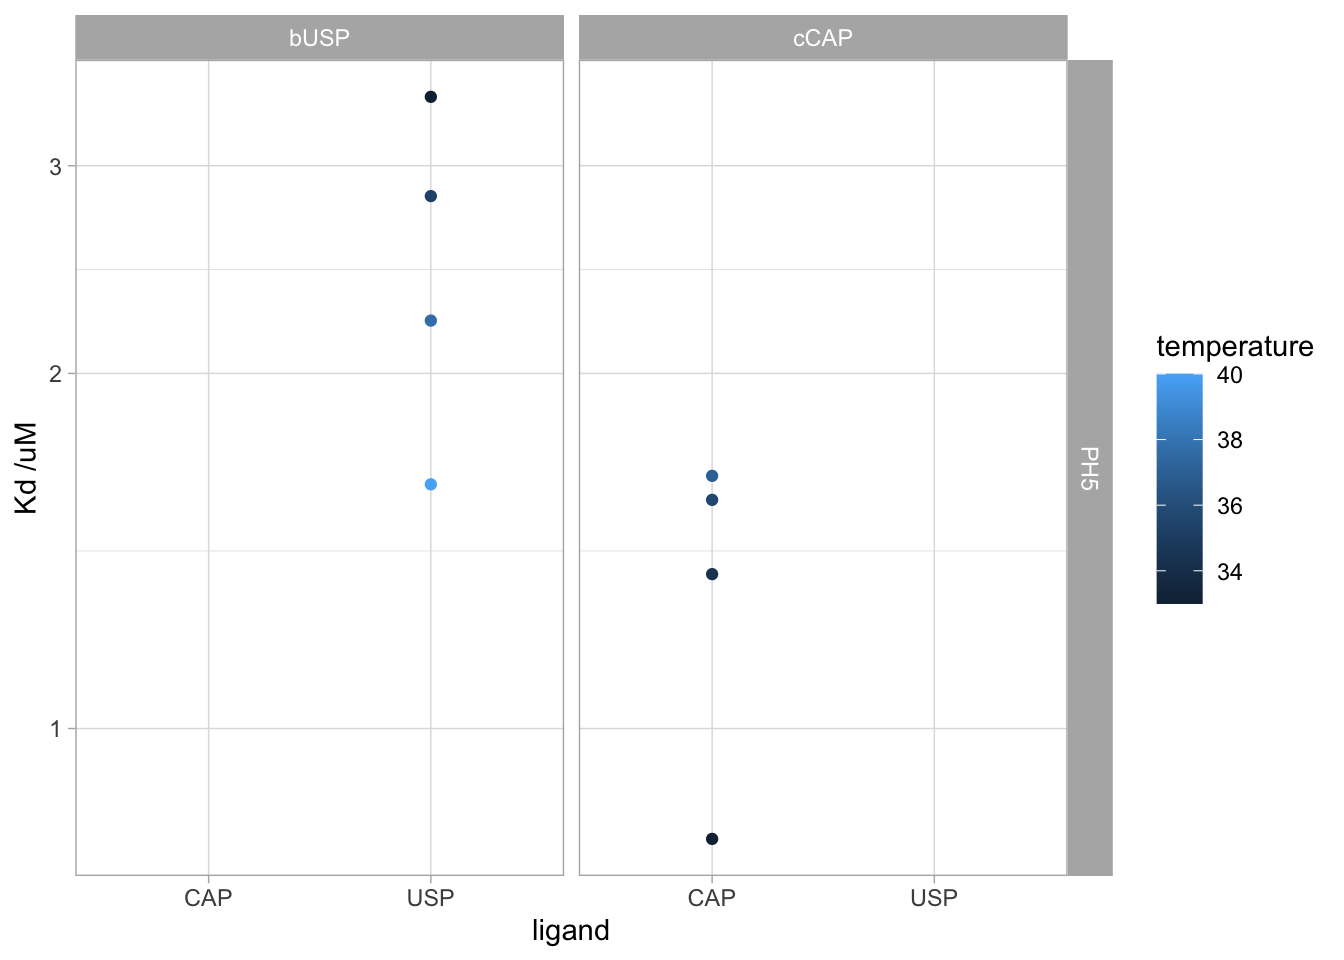 bUSP
cCAP
PH5
3
2
1
Kd /uM
CAP
USP
CAP
USP
ligand
temperature
40
38
36
34